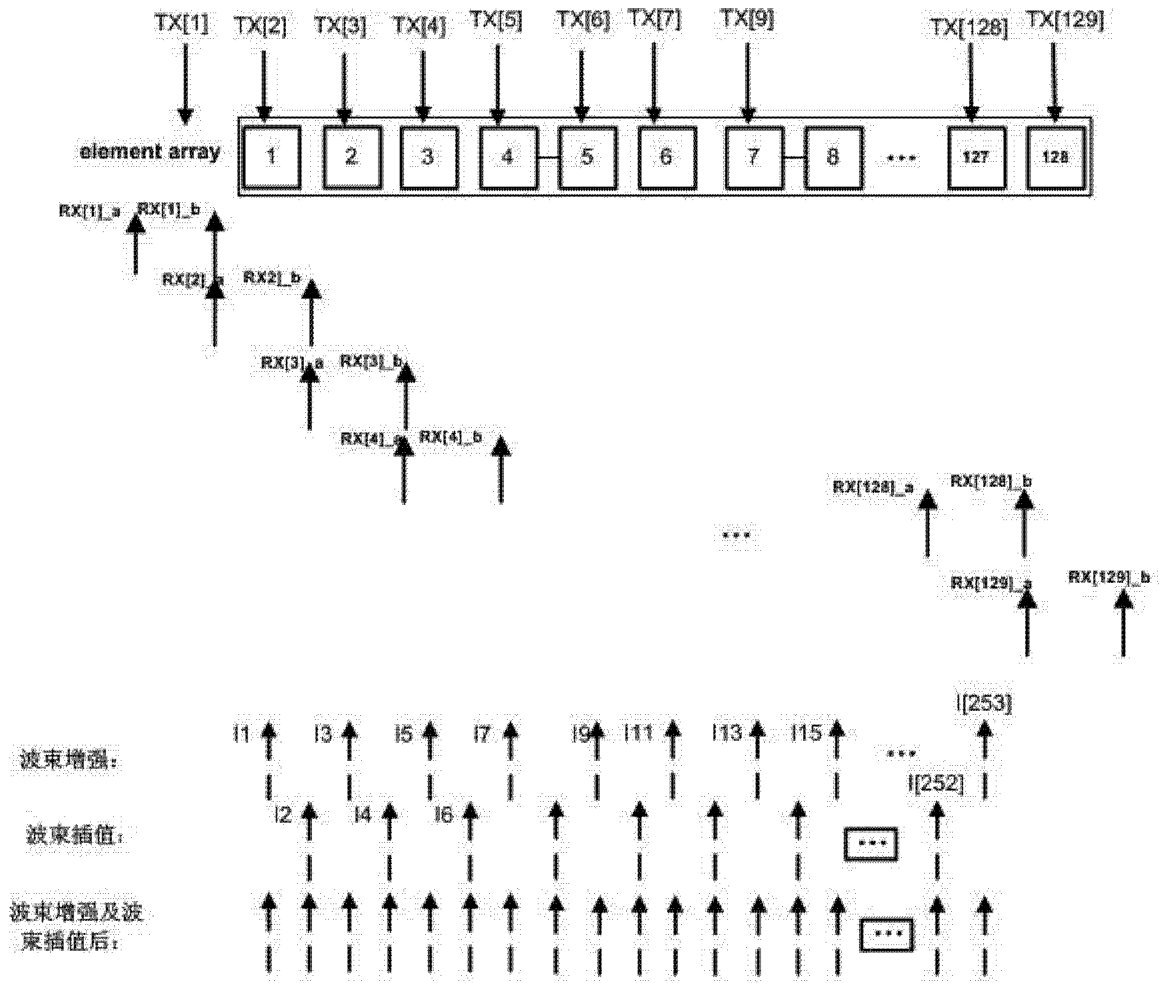 TX[1] TX[2] TX[3] TX[4] TX[5] TX[6] TX[7] TX[9] TX[128] TX[129]
element array 1 2 3 4 5 6 7 8 ... 127 128
RX[1]_a RX[1]_b
RX[2]_a RX2]_b
RX[3]_a RX[3]_b
RX[4]_a RX[4]_b
RX[128]_a RX[128]_b
...
RX[129]_a RX[129]_b
I[253]
I1 I3 I5 I7 I9 I11 I13 I15
波束增强: ...
I[252]
I2 I4 I6
波束插值: ...
波束增强及波
束插值后: ...